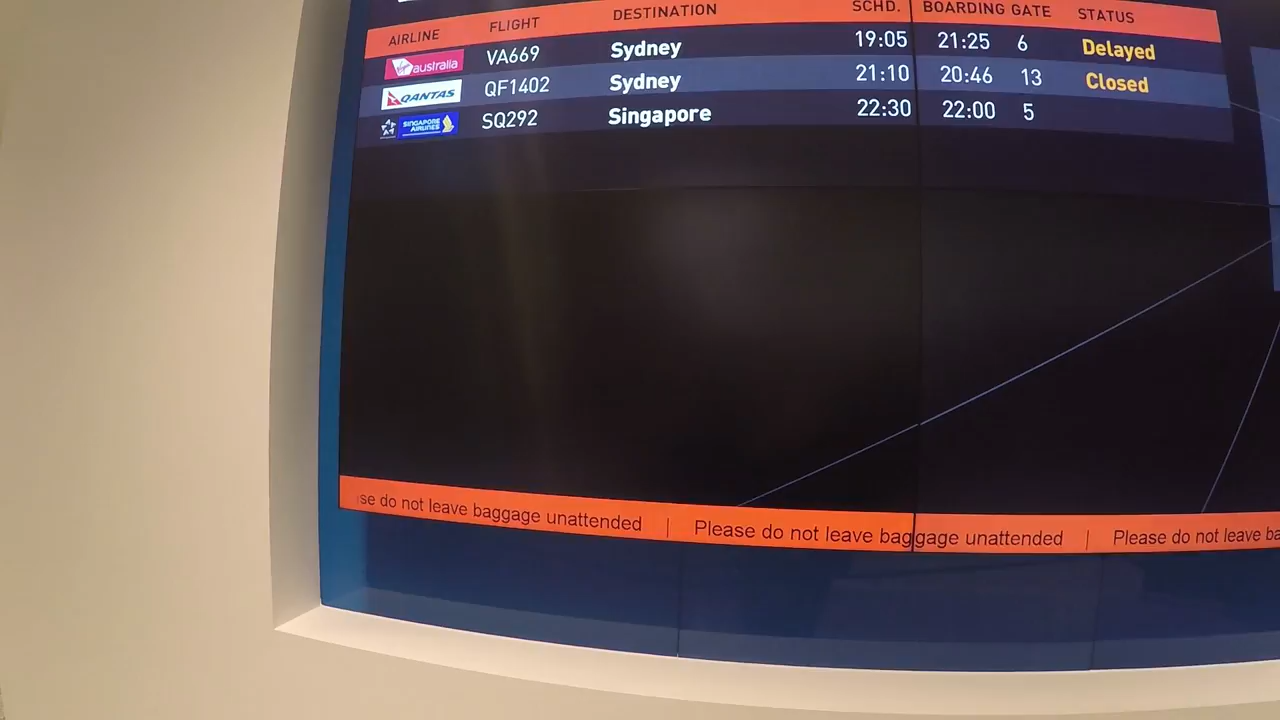 AIRLINE FLIGHT DESTINATION SCHD. BOARDING GATE STATUS
virgin australia VA669 Sydney 19:05 21:25 6 Delayed
QANTAS QF1402 Sydney 21:10 20:46 13 Closed
SINGAPORE AIRLINES SQ292 Singapore 22:30 22:00 5
se do not leave baggage unattended | Please do not leave baggage unattended | Please do not leave ba